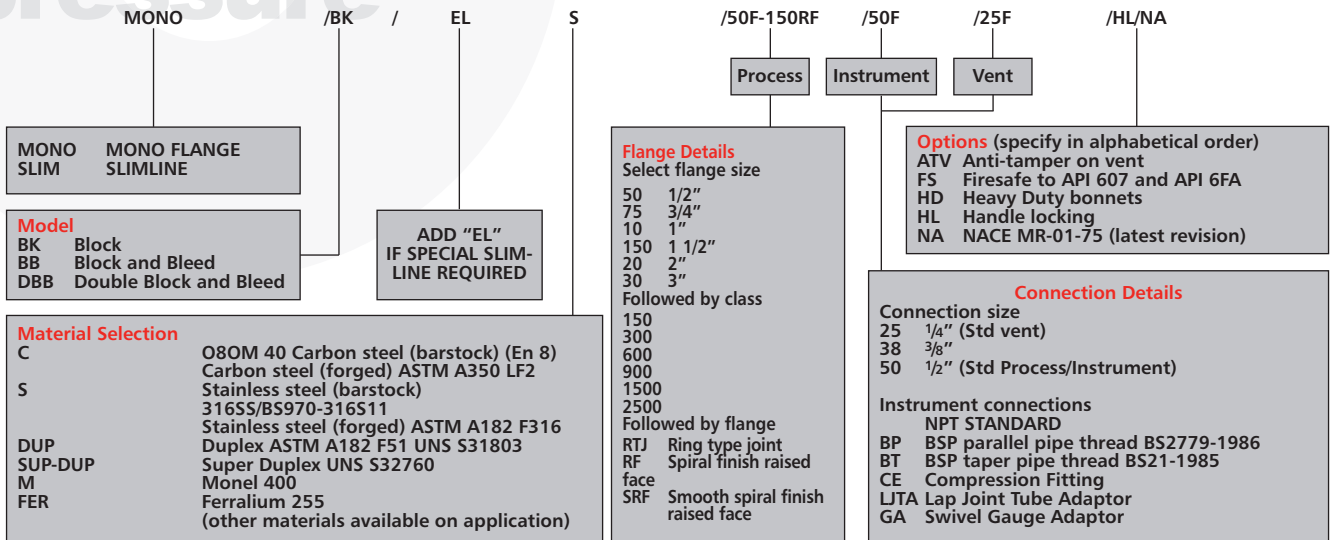 pressure
MONO /BK / EL S /50F-150RF /50F /25F /HL/NA
Process Instrument Vent
MONO MONO FLANGE
SLIM SLIMLINE
Model
BK Block
BB Block and Bleed
DBB Double Block and Bleed
ADD “EL”
IF SPECIAL SLIM-
LINE REQUIRED
Material Selection
C O8OM 40 Carbon steel (barstock) (En 8)
Carbon steel (forged) ASTM A350 LF2
S Stainless steel (barstock)
316SS/BS970-316S11
Stainless steel (forged) ASTM A182 F316
DUP Duplex ASTM A182 F51 UNS S31803
SUP-DUP Super Duplex UNS S32760
M Monel 400
FER Ferralium 255
(other materials available on application)
Flange Details
Select flange size
50 1/2”
75 3/4”
10 1”
150 1 1/2”
20 2”
30 3”
Followed by class
150
300
600
900
1500
2500
Followed by flange
RTJ Ring type joint
RF Spiral finish raised
face
SRF Smooth spiral finish
raised face
Options (specify in alphabetical order)
ATV Anti-tamper on vent
FS Firesafe to API 607 and API 6FA
HD Heavy Duty bonnets
HL Handle locking
NA NACE MR-01-75 (latest revision)
Connection Details
Connection size
25 1/4” (Std vent)
38 3/8”
50 1/2” (Std Process/Instrument)
Instrument connections
NPT STANDARD
BP BSP parallel pipe thread BS2779-1986
BT BSP taper pipe thread BS21-1985
CE Compression Fitting
LJTA Lap Joint Tube Adaptor
GA Swivel Gauge Adaptor